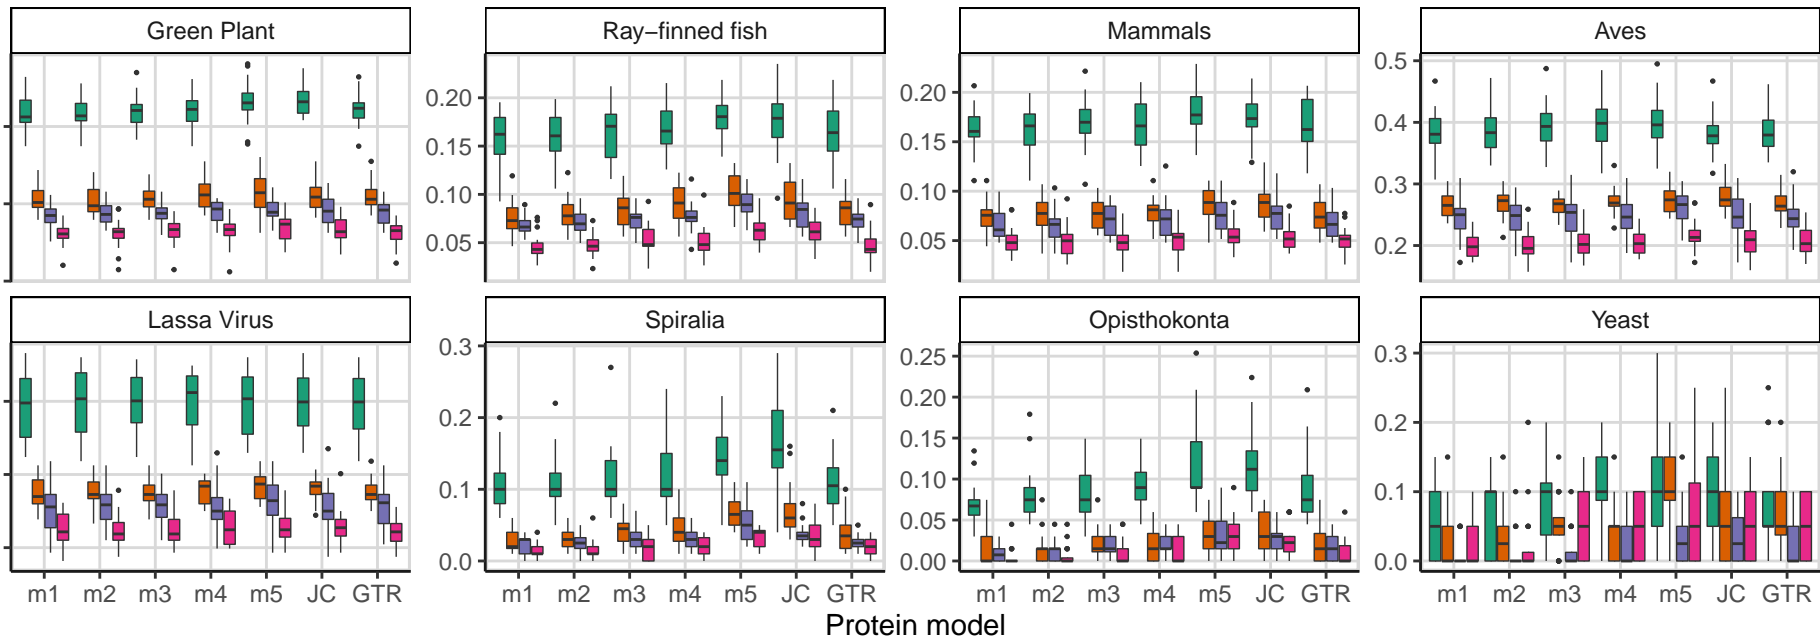 Green Plant Ray−finned fish Mammals Aves
0.20 0.20 0.5
0.15 0.15 0.4
0.10 0.10 0.3
0.05 0.05 0.2
Lassa Virus Spiralia Opisthokonta Yeast
0.3 0.25 0.3
0.2 0.20 0.2
0.15
0.1 0.10 0.1
0.05
0.0 0.00 0.0
m1 m2 m3 m4 m5 JC GTR m1 m2 m3 m4 m5 JC GTR m1 m2 m3 m4 m5 JC GTR m1 m2 m3 m4 m5 JC GTR
Protein model